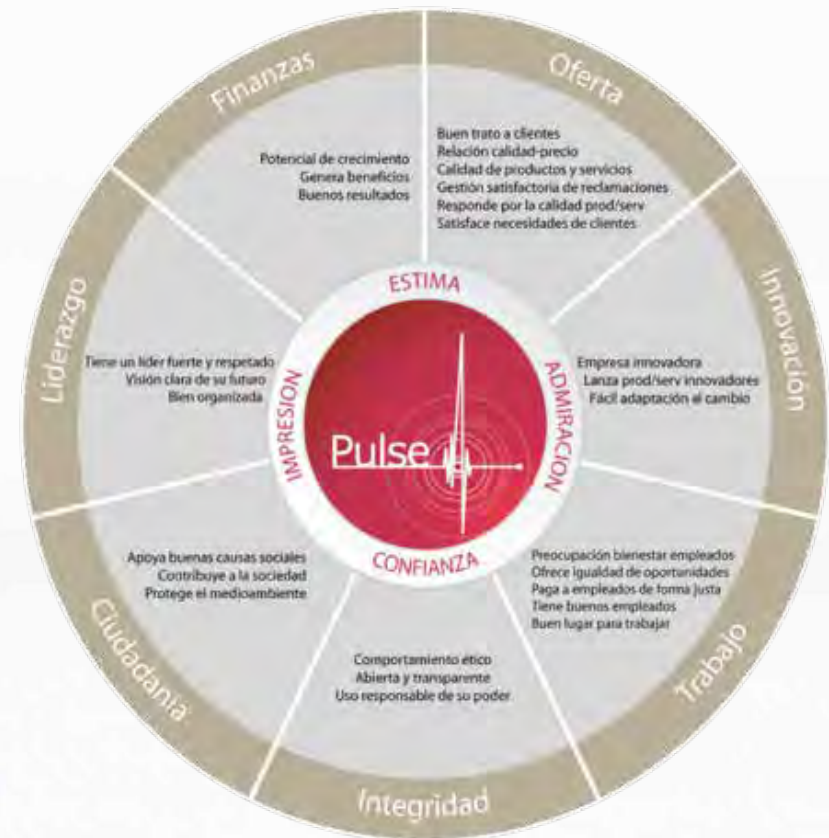 Finanzas
Potencial de crecimiento
Genera beneficios
Buenos resultados
Oferta
Buen trato a clientes
Relación calidad-precio
Calidad de productos y servicios
Gestión satisfactoria de reclamaciones
Responde por la calidad prod/serv
Satisface necesidades de clientes
Innovación
Empresa innovadora
Lanza prod/serv innovadores
Fácil adaptación al cambio
Trabajo
Preocupación bienestar empleados
Ofrece igualdad de oportunidades
Paga a empleados de forma justa
Tiene buenos empleados
Buen lugar para trabajar
Integridad
Comportamiento ético
Abierta y transparente
Uso responsable de su poder
Ciudadanía
Apoya buenas causas sociales
Contribuye a la sociedad
Protege el medioambiente
Liderazgo
Tiene un líder fuerte y respetado
Visión clara de su futuro
Bien organizada
ESTIMA
ADMIRACION
CONFIANZA
IMPRESION
Pulse